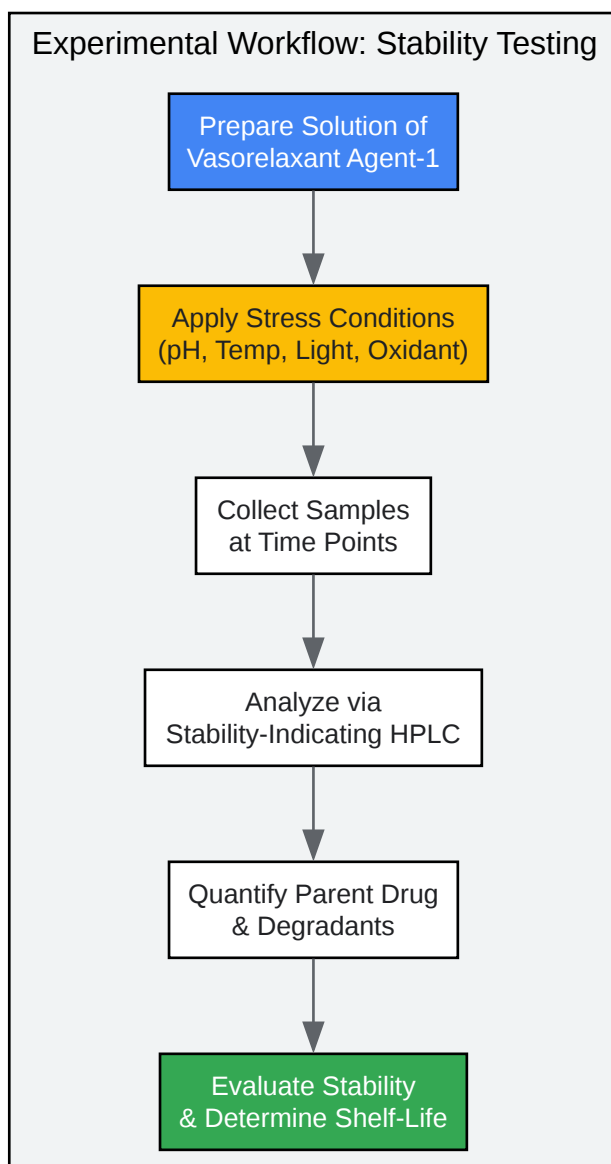 Experimental Workflow: Stability Testing
Prepare Solution of
Vasorelaxant Agent-1
Apply Stress Conditions
(pH, Temp, Light, Oxidant)
Collect Samples
at Time Points
Analyze via
Stability-Indicating HPLC
Quantify Parent Drug
& Degradants
Evaluate Stability
& Determine Shelf-Life